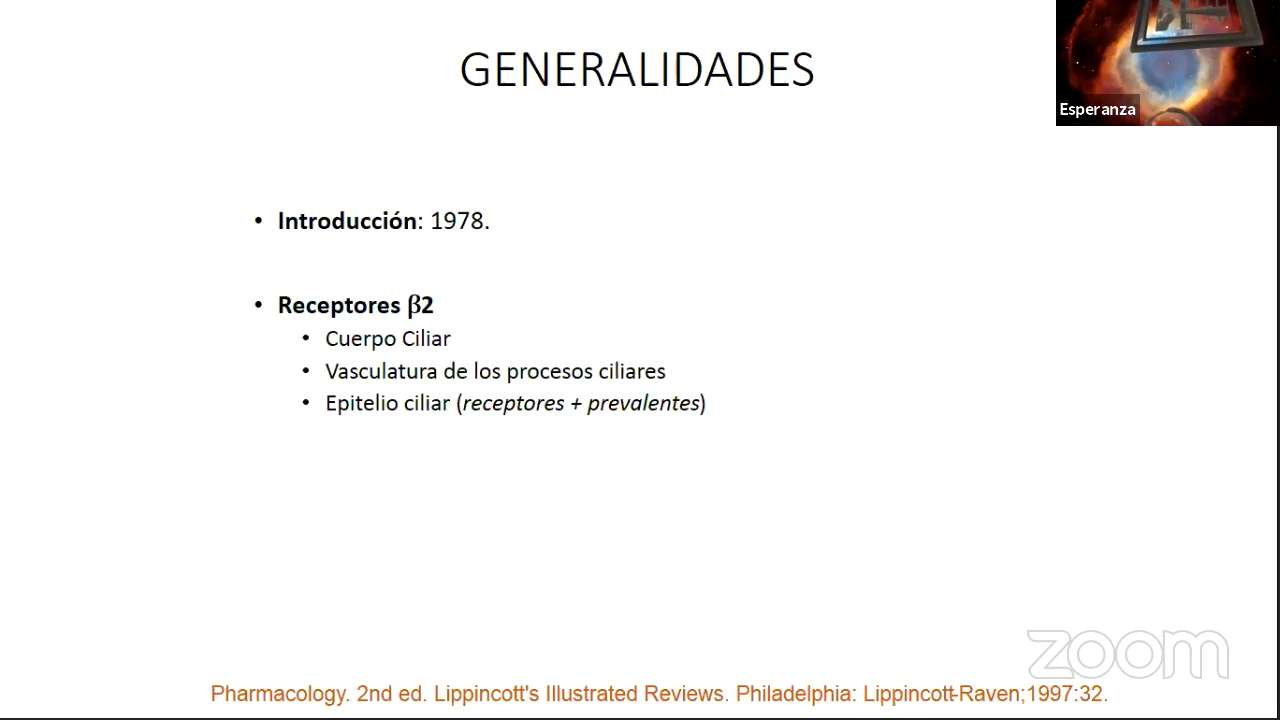 GENERALIDADES
Esperanza
• Introducción: 1978.
• Receptores β2
• Cuerpo Ciliar
• Vasculatura de los procesos ciliares
• Epitelio ciliar (receptores + prevalentes)
zoom
Pharmacology. 2nd ed. Lippincott's Illustrated Reviews. Philadelphia: Lippincott-Raven;1997:32.